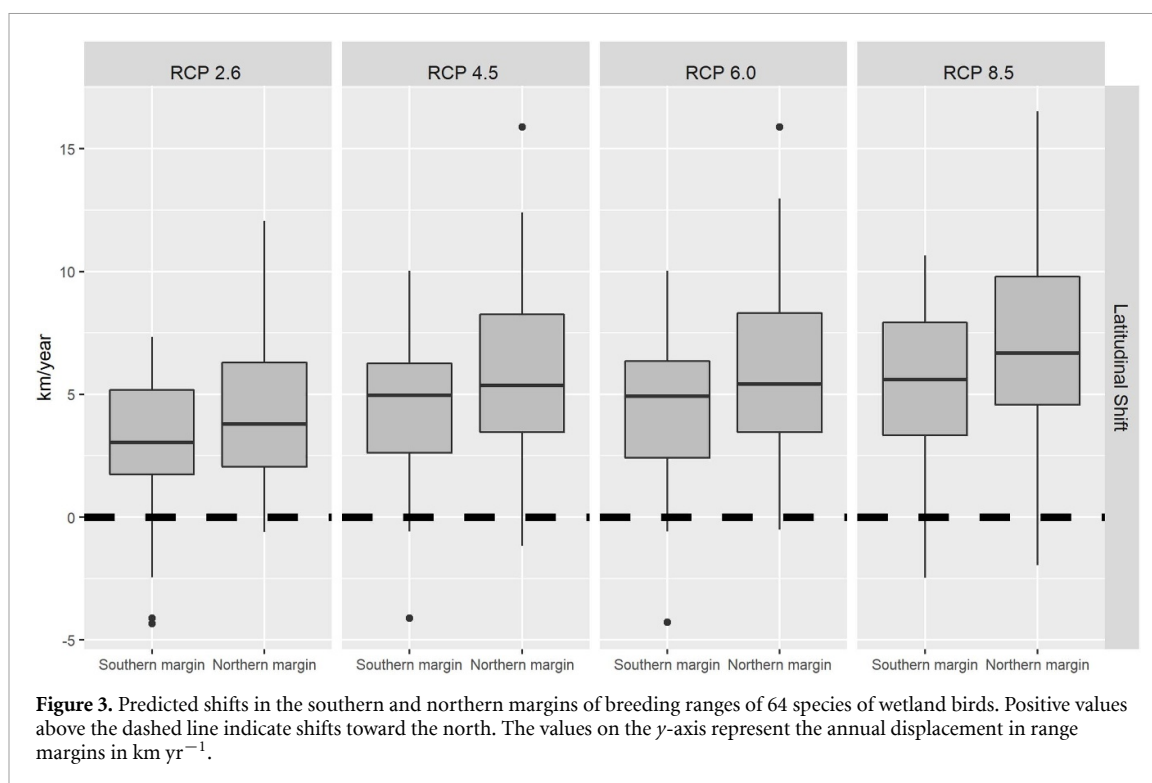 RCP 2.6
RCP 4.5
RCP 6.0
RCP 8.5
15
10
5
0
-5
km/year
Latitudinal Shift
Southern margin Northern margin
Southern margin Northern margin
Southern margin Northern margin
Southern margin Northern margin
Figure 3. Predicted shifts in the southern and northern margins of breeding ranges of 64 species of wetland birds. Positive values
above the dashed line indicate shifts toward the north. The values on the y-axis represent the annual displacement in range
margins in km yr⁻¹.